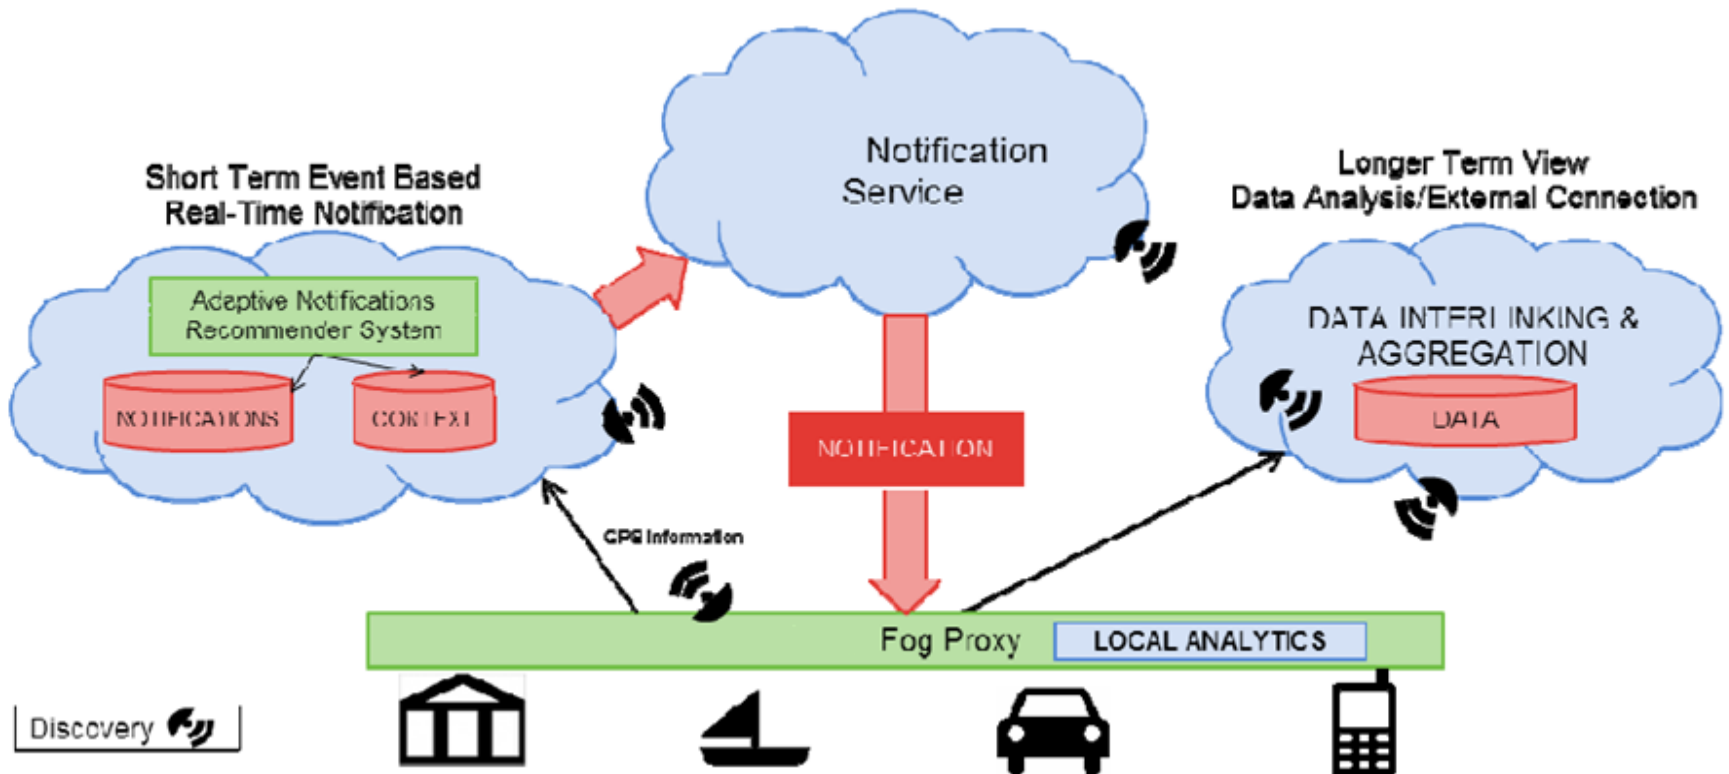 Notification
Service
Short Term Event Based
Real-Time Notification
Longer Term View
Data Analysis/External Connection
Adaptive Notifications
Recommender System
NOTIFICATIONS
CONTEXT
DATA INTERLINKING &
AGGREGATION
DATA
NOTIFICATION
GPS Information
Fog Proxy
LOCAL ANALYTICS
Discovery